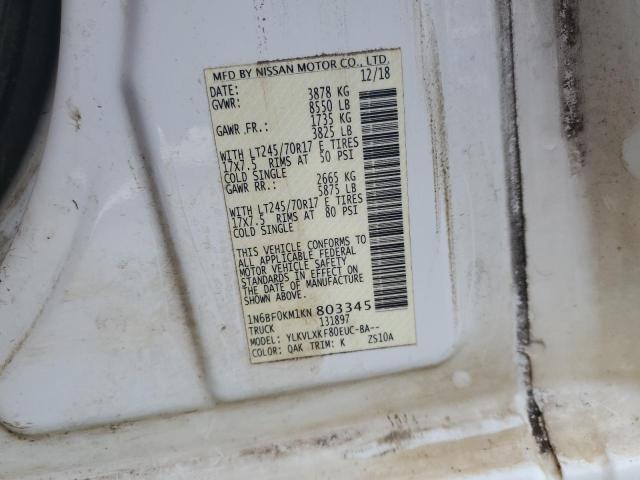 MFD BY NISSAN MOTOR CO., LTD.
DATE: 12/18
GVWR: 3878 KG
8550 LB
GAWR FR.: 1735 KG
3825 LB
WITH LT245/70R17 E TIRES
17X7.5 RIMS AT 50 PSI
COLD SINGLE
GAWR RR.: 2665 KG
5875 LB
WITH LT245/70R17 E TIRES
17X7.5 RIMS AT 80 PSI
COLD SINGLE
THIS VEHICLE CONFORMS TO
ALL APPLICABLE FEDERAL
MOTOR VEHICLE SAFETY
STANDARDS IN EFFECT ON
THE DATE OF MANUFACTURE
SHOWN ABOVE.
1N6BF0KM1KN803345
TRUCK 131897
MODEL: YLKVLXKF80EUC-BA--
COLOR: QAK TRIM: K ZS10A